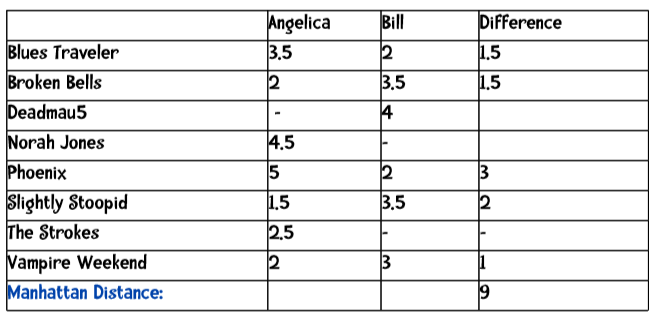 Angelica Bill Difference
Blues Traveler 3.5 2 1.5
Broken Bells 2 3.5 1.5
Deadmau5 - 4
Norah Jones 4.5 -
Phoenix 5 2 3
Slightly Stoopid 1.5 3.5 2
The Strokes 2.5 - -
Vampire Weekend 2 3 1
Manhattan Distance: 9